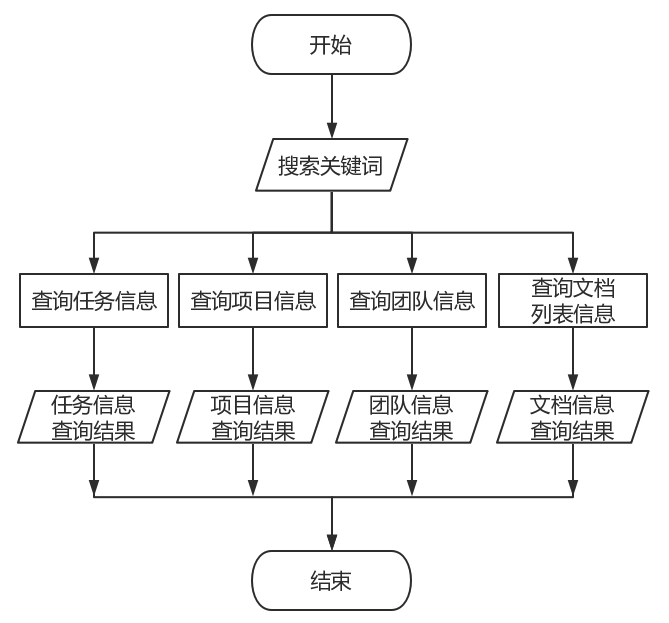 开始
搜索关键词
查询任务信息
查询项目信息
查询团队信息
查询文档
列表信息
任务信息
查询结果
项目信息
查询结果
团队信息
查询结果
文档信息
查询结果
结束